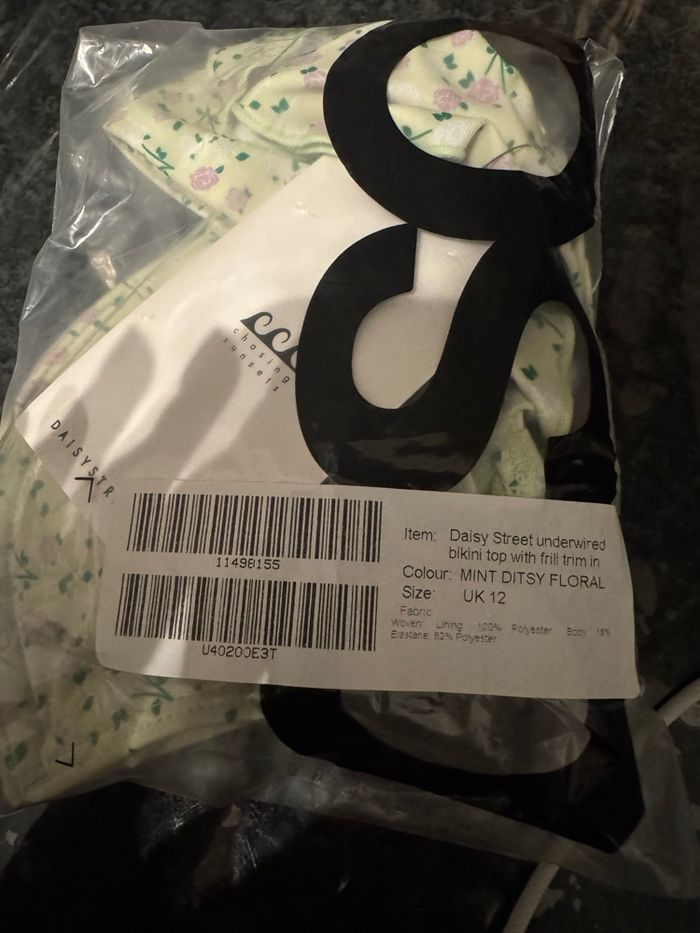 chasing
sunsets
DAISYSTR
11498155
U40200E3T
Item: Daisy Street underwired
bikini top with frill trim in
Colour: MINT DITSY FLORAL
Size: UK 12
Fabric:
Woven: Lining: 100% Polyester Body: 18%
Elastane 82% Polyester